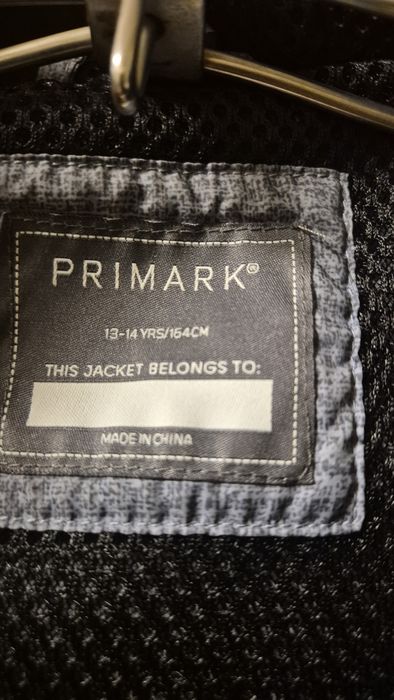 PRIMARK®
13-14 YRS/164CM
THIS JACKET BELONGS TO:
MADE IN CHINA